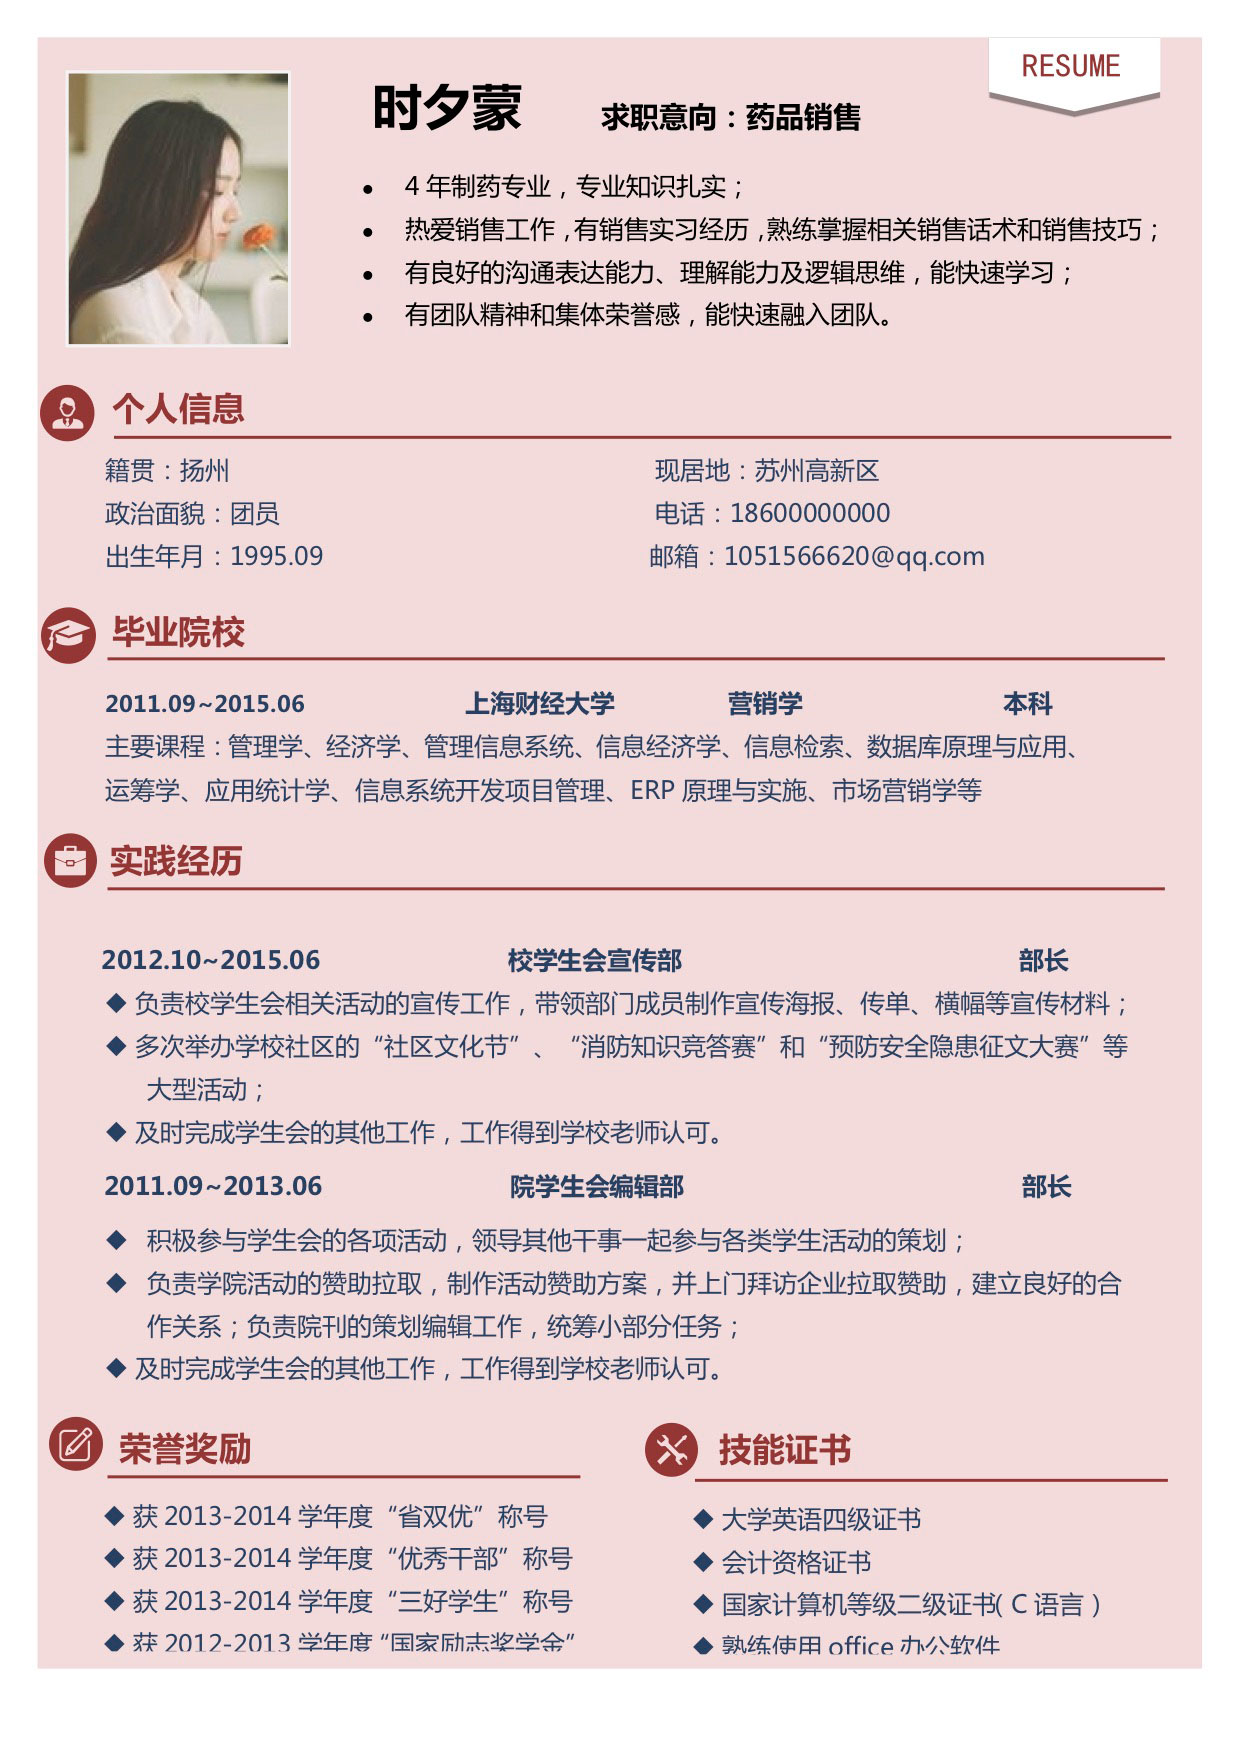 RESUME
时夕蒙 求职意向：药品销售
● 4 年制药专业，专业知识扎实；
● 热爱销售工作，有销售实习经历，熟练掌握相关销售话术和销售技巧；
● 有良好的沟通表达能力、理解能力及逻辑思维，能快速学习；
● 有团队精神和集体荣誉感，能快速融入团队。
个人信息
籍贯：扬州 现居地：苏州高新区
政治面貌：团员 电话：18600000000
出生年月：1995.09 邮箱：1051566620@qq.com
毕业院校
2011.09~2015.06 上海财经大学 营销学 本科
主要课程：管理学、经济学、管理信息系统、信息经济学、信息检索、数据库原理与应用、
运筹学、应用统计学、信息系统开发项目管理、ERP 原理与实施、市场营销学等
实践经历
2012.10~2015.06 校学生会宣传部 部长
◆ 负责校学生会相关活动的宣传工作，带领部门成员制作宣传海报、传单、横幅等宣传材料；
◆ 多次举办学校社区的“社区文化节”、“消防知识竞答赛”和“预防安全隐患征文大赛”等
大型活动；
◆ 及时完成学生会的其他工作，工作得到学校老师认可。
2011.09~2013.06 院学生会编辑部 部长
◆ 积极参与学生会的各项活动，领导其他干事一起参与各类学生活动的策划；
◆ 负责学院活动的赞助拉取，制作活动赞助方案，并上门拜访企业拉取赞助，建立良好的合
作关系；负责院刊的策划编辑工作，统筹小部分任务；
◆ 及时完成学生会的其他工作，工作得到学校老师认可。
荣誉奖励
◆ 获 2013-2014 学年度“省双优”称号
◆ 获 2013-2014 学年度“优秀干部”称号
◆ 获 2013-2014 学年度“三好学生”称号
◆ 获 2012-2013 学年度“国家励志奖学金”
技能证书
◆ 大学英语四级证书
◆ 会计资格证书
◆ 国家计算机等级二级证书( C 语言 )
◆ 熟练使用 office 办公软件